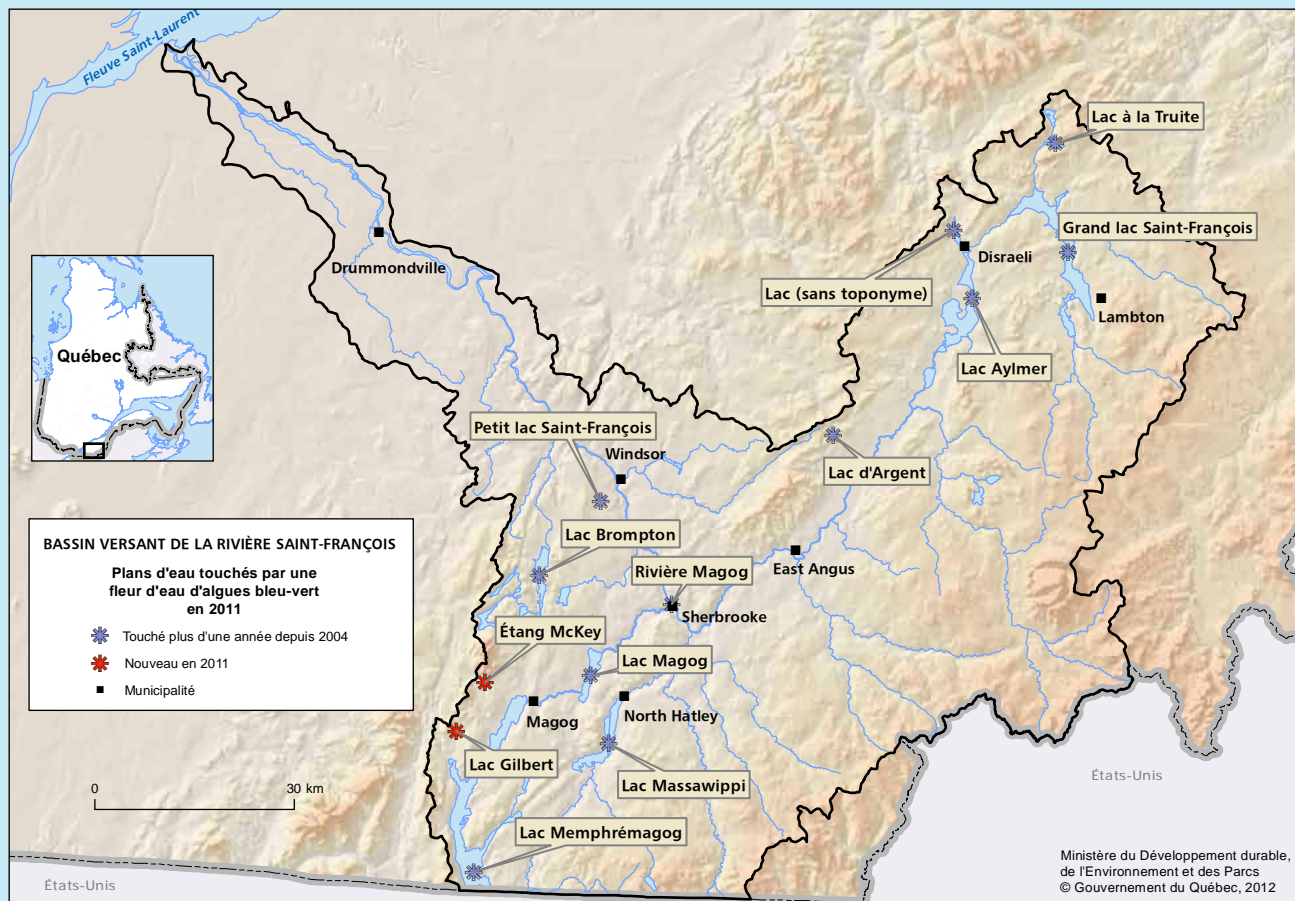 Fleuve Saint-Laurent
Lac à la Truite
Grand lac Saint-François
Drummondville
Disraeli
Lac (sans toponyme)
Lambton
Québec
Lac Aylmer
Petit lac Saint-François
Windsor
Lac d'Argent
BASSIN VERSANT DE LA RIVIÈRE SAINT-FRANÇOIS
Plans d'eau touchés par une
fleur d'eau d'algues bleu-vert
en 2011
Touché plus d'une année depuis 2004
Nouveau en 2011
Municipalité
Lac Brompton
East Angus
Rivière Magog
Sherbrooke
Étang McKey
Lac Magog
Magog
North Hatley
Lac Gilbert
Lac Massawippi
0 30 km
États-Unis
Lac Memphrémagog
États-Unis
Ministère du Développement durable,
de l'Environnement et des Parcs
© Gouvernement du Québec, 2012